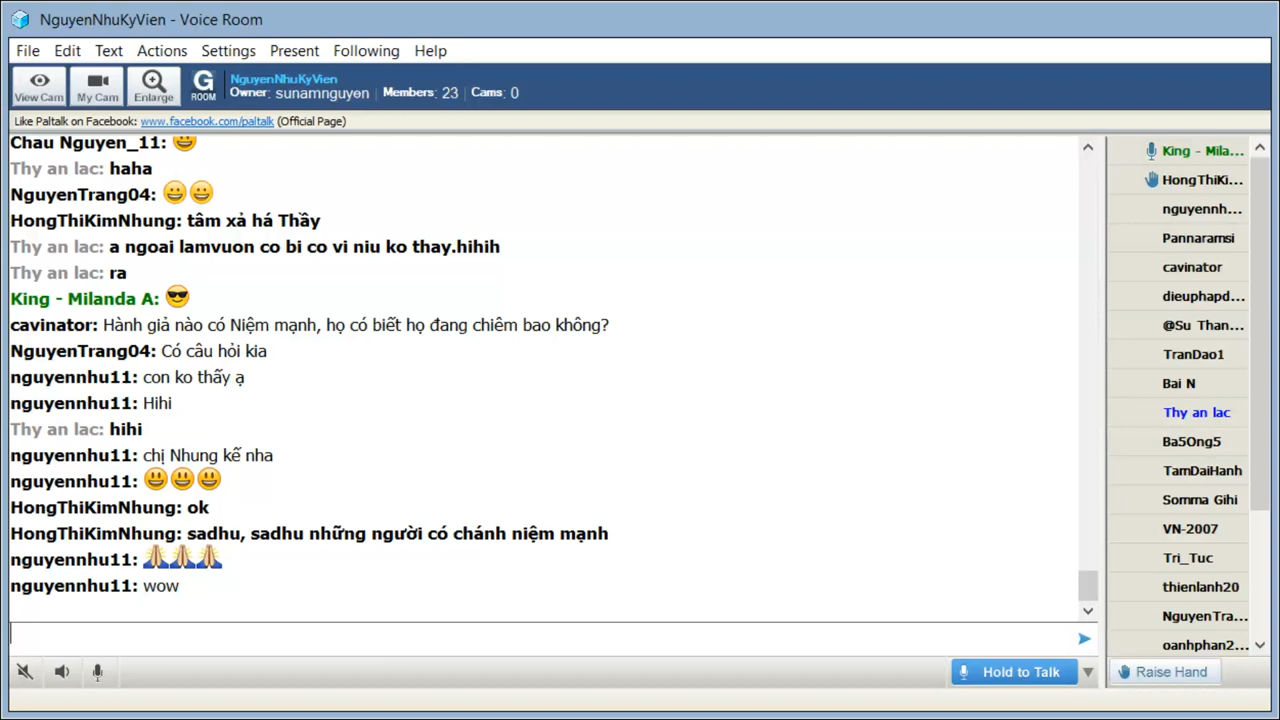 NguyenNhuKyVien - Voice Room
File Edit Text Actions Settings Present Following Help
View Cam My Cam Enlarge G ROOM
NguyenNhuKyVien
Owner: sunamnguyen Members: 23 Cams: 0
Like Paltalk on Facebook: www.facebook.com/paltalk (Official Page)
Chau Nguyen_11: 😀
Thy an lac: haha
NguyenTrang04: 😀😀
HongThiKimNhung: tâm xả há Thầy
Thy an lac: a ngoai lamvuon co bi co vi niu ko thay.hihih
Thy an lac: ra
King - Milanda A: 😎
cavinator: Hành giả nào có Niệm mạnh, họ có biết họ đang chiêm bao không?
NguyenTrang04: Có câu hỏi kia
nguyennhu11: con ko thấy ạ
nguyennhu11: Hihi
Thy an lac: hihi
nguyennhu11: chị Nhung kế nha
nguyennhu11: 😃😃😃
HongThiKimNhung: ok
HongThiKimNhung: sadhu, sadhu những người có chánh niệm mạnh
nguyennhu11: 🙏🙏🙏
nguyennhu11: wow
King - Mila...
HongThiKi...
nguyennh...
Pannaramsi
cavinator
dieuphapd...
@Su Than...
TranDao1
Bai N
Thy an lac
Ba5Ong5
TamDaiHanh
Somma Gihi
VN-2007
Tri_Tuc
thienlanh20
NguyenTra...
oanhphan2...
Hold to Talk
Raise Hand